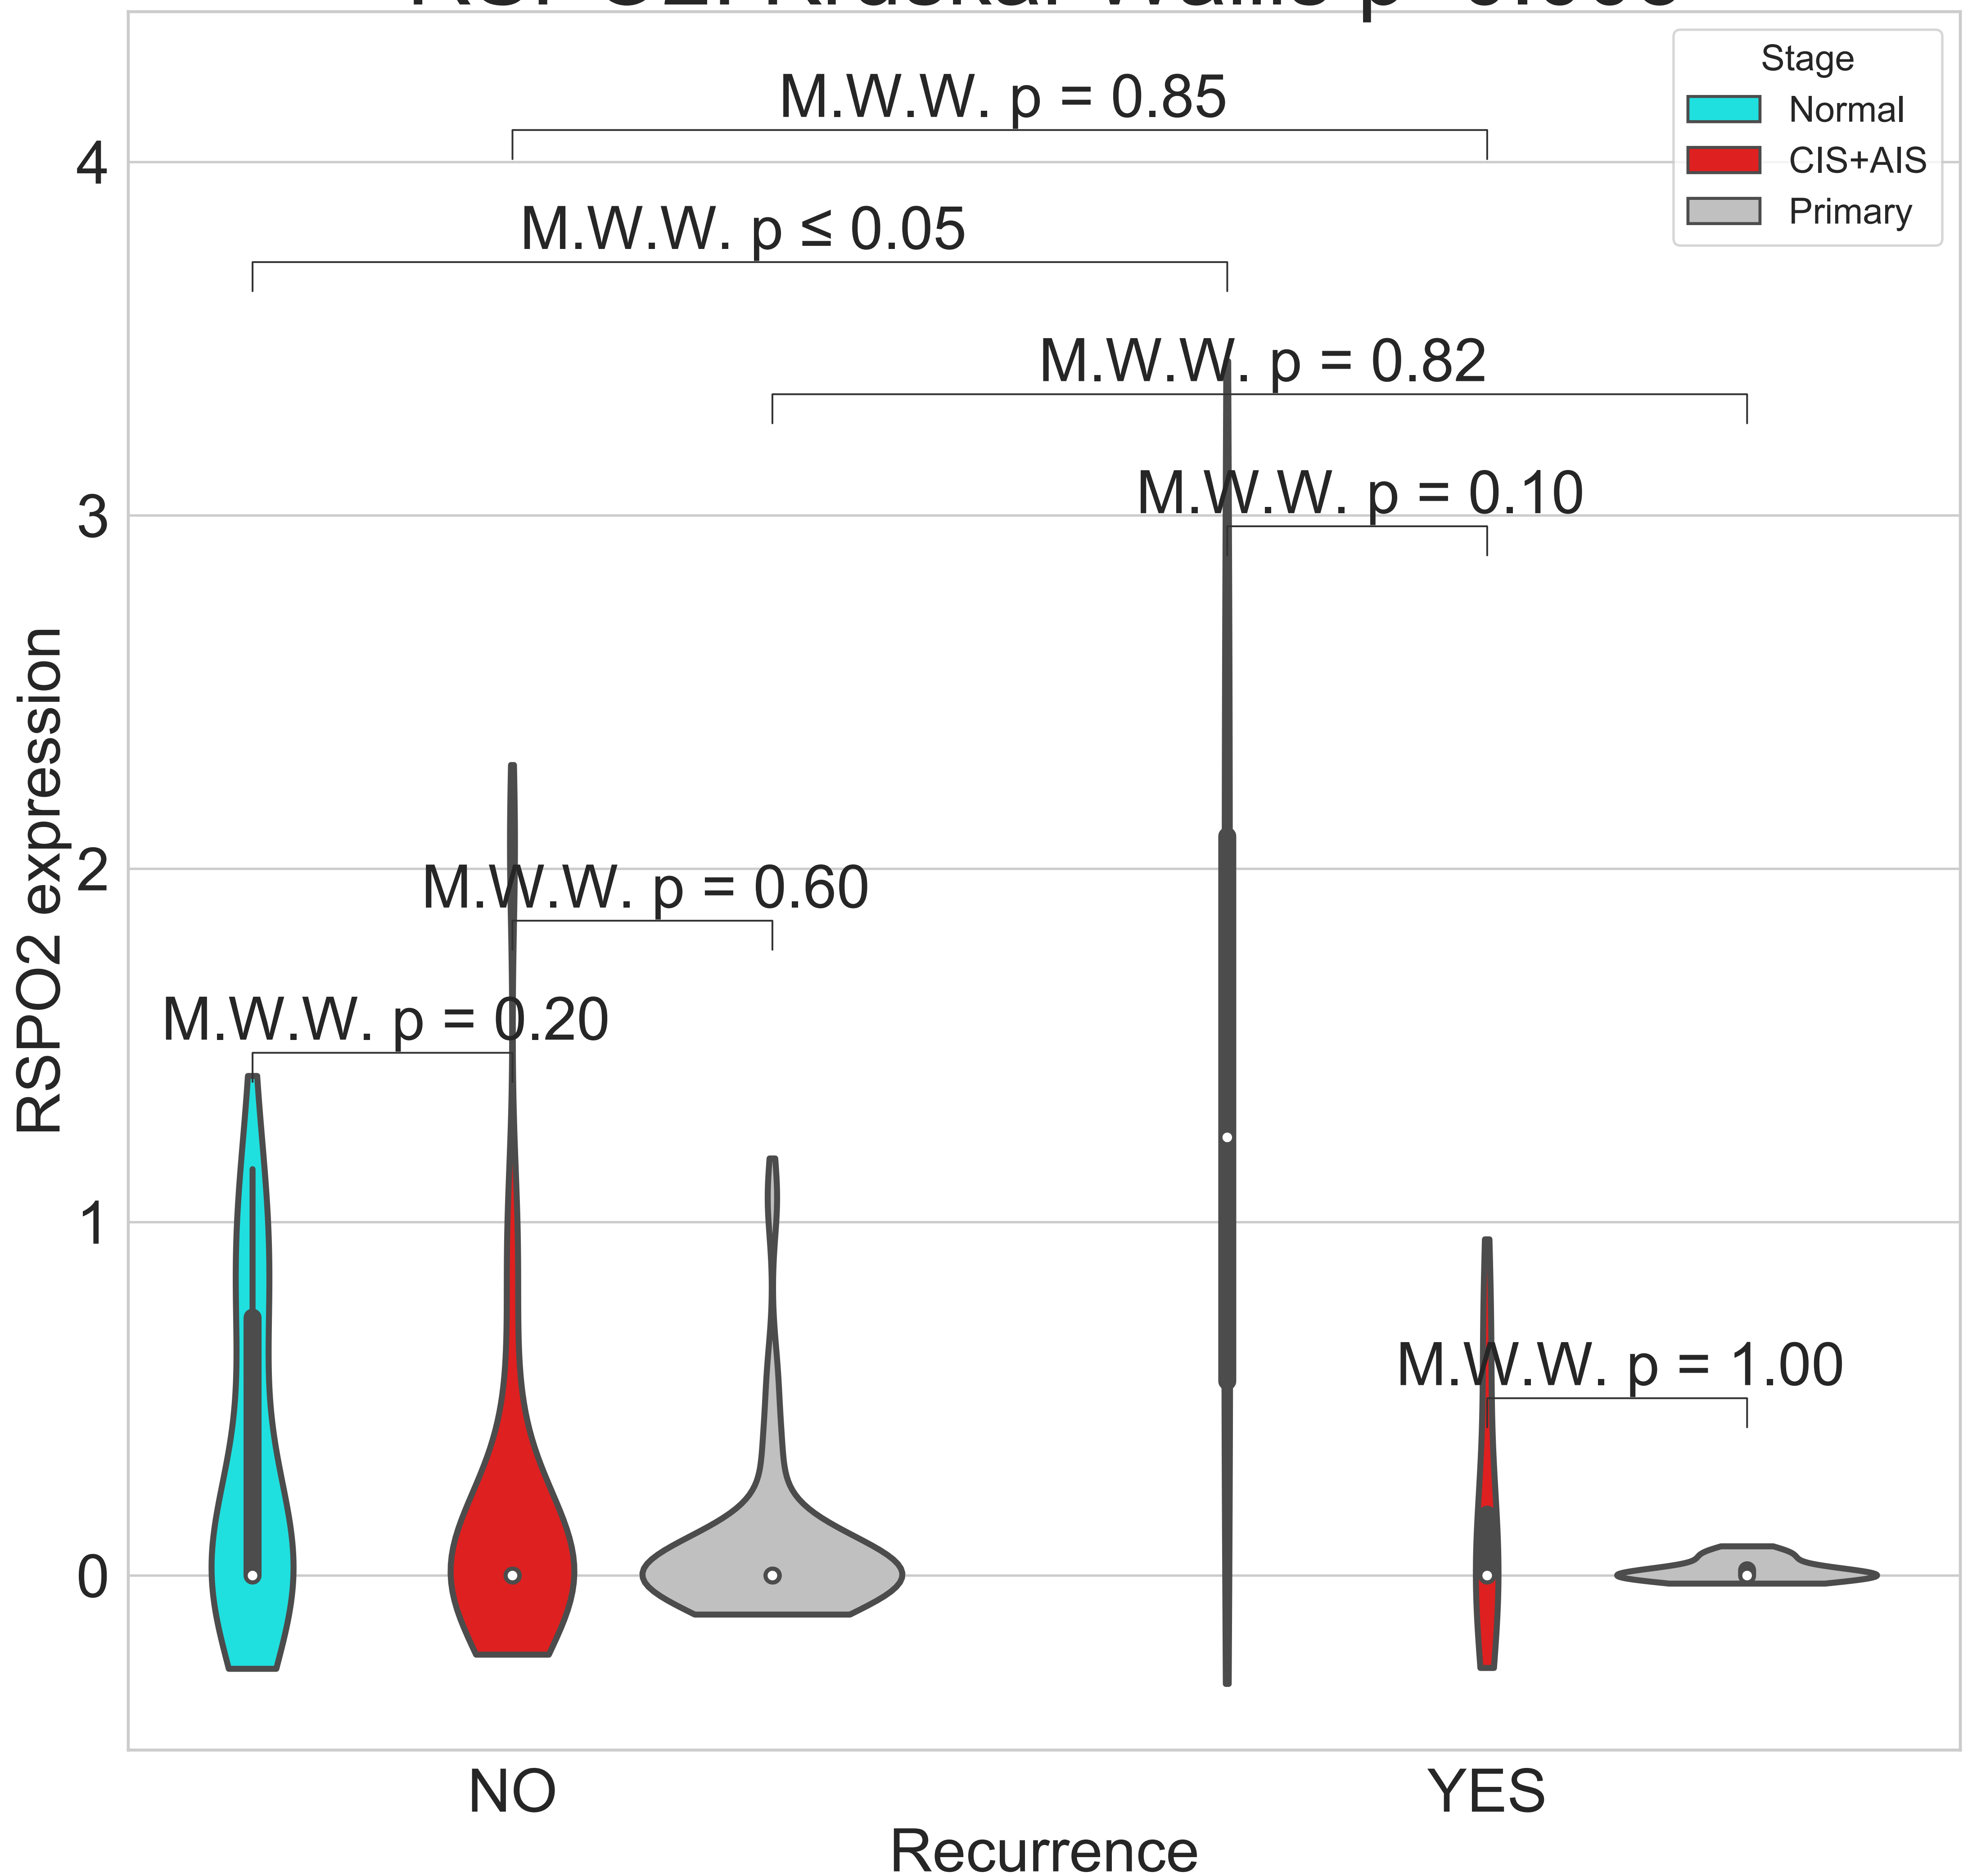 Stage
Normal
CIS+AIS
Primary
M.W.W. p = 0.85
M.W.W. p ≤ 0.05
M.W.W. p = 0.82
M.W.W. p = 0.10
M.W.W. p = 0.60
M.W.W. p = 0.20
M.W.W. p = 1.00
4
3
2
1
0
RSPO2 expression
NO
YES
Recurrence